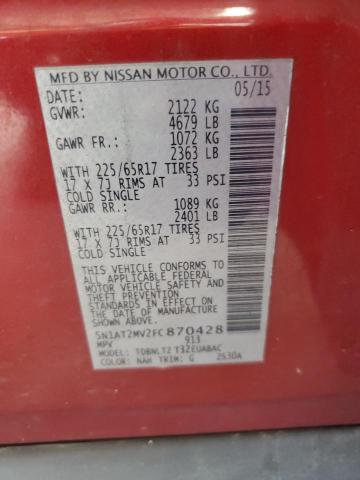 MFD BY NISSAN MOTOR CO., LTD.
DATE: 05/15
GVWR: 2122 KG
4679 LB
GAWR FR: 1072 KG
2363 LB
WITH 225/65R17 TIRES
17 X 7J RIMS AT 33 PSI
COLD SINGLE
GAWR RR: 1089 KG
2401 LB
WITH 225/65R17 TIRES
17 X 7J RIMS AT 33 PSI
COLD SINGLE
THIS VEHICLE CONFORMS TO
ALL APPLICABLE FEDERAL
MOTOR VEHICLE SAFETY AND
THEFT PREVENTION
STANDARDS IN EFFECT ON
THE DATE OF MANUFACTURE
SHOWN ABOVE.
5N1AT2MV2FC870428
MPV 913
MODEL: TDBNLT2 T32EUABAC
COLOR: NAH TRIM: G 2S30A